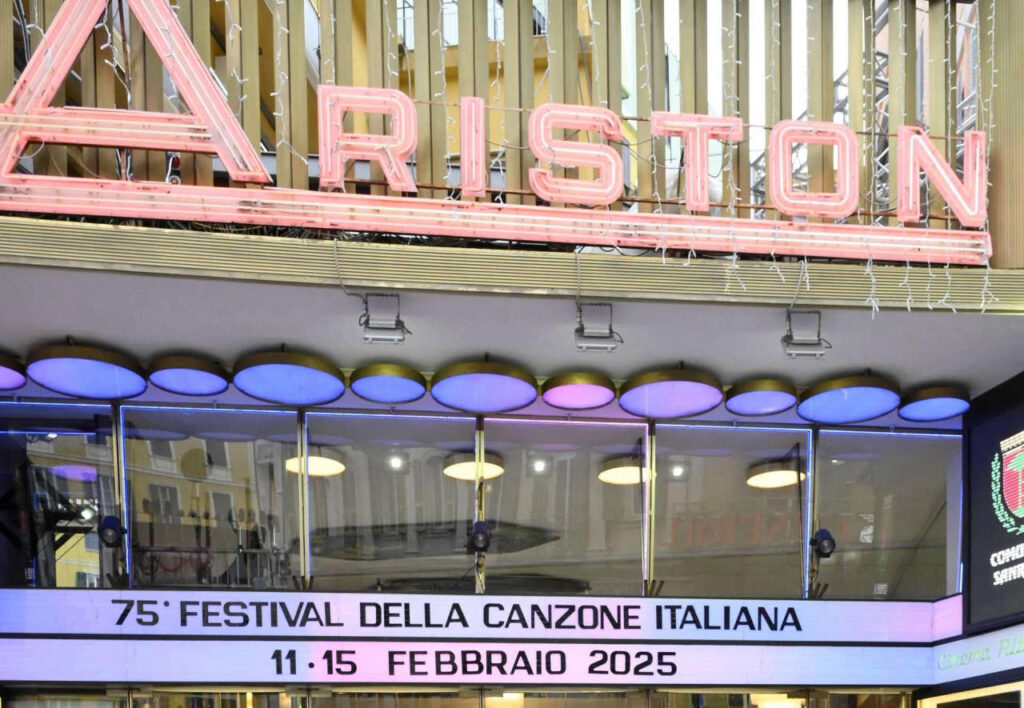 ARISTON
75° FESTIVAL DELLA CANZONE ITALIANA
11·15 FEBBRAIO 2025